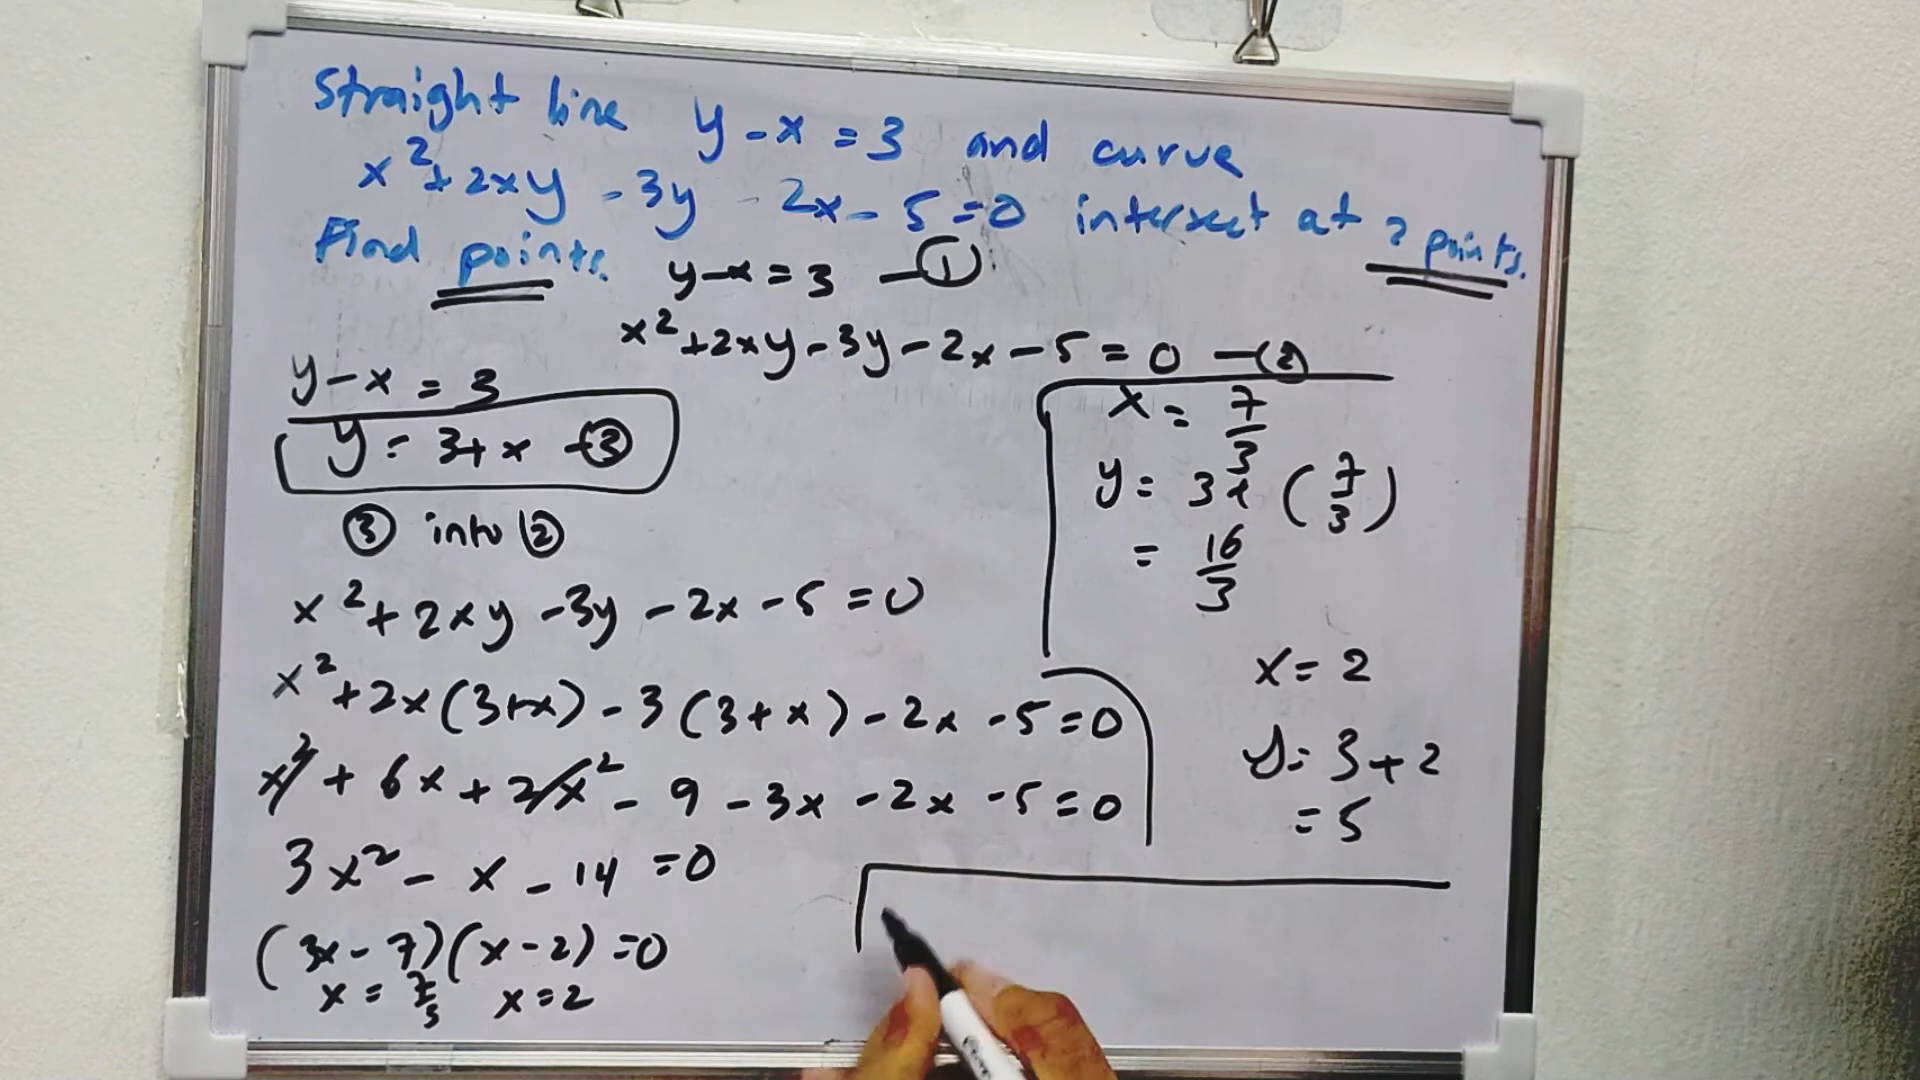 Straight line y - x = 3 and curve
x² + 2xy - 3y - 2x - 5 = 0 intersect at 2 points.
Find points.
y - x = 3 — ①
x² + 2xy - 3y - 2x - 5 = 0 — (2)
y - x = 3
y = 3 + x — ③
③ into ②
x² + 2xy - 3y - 2x - 5 = 0
x² + 2x(3+x) - 3(3+x) - 2x - 5 = 0
x² + 6x + 2x² - 9 - 3x - 2x - 5 = 0
3x² - x - 14 = 0
(3x - 7)(x - 2) = 0
x = 7/3 x = 2
x = 7/3
y = 3 + (7/3)
= 16/3
x = 2
y = 3 + 2
= 5